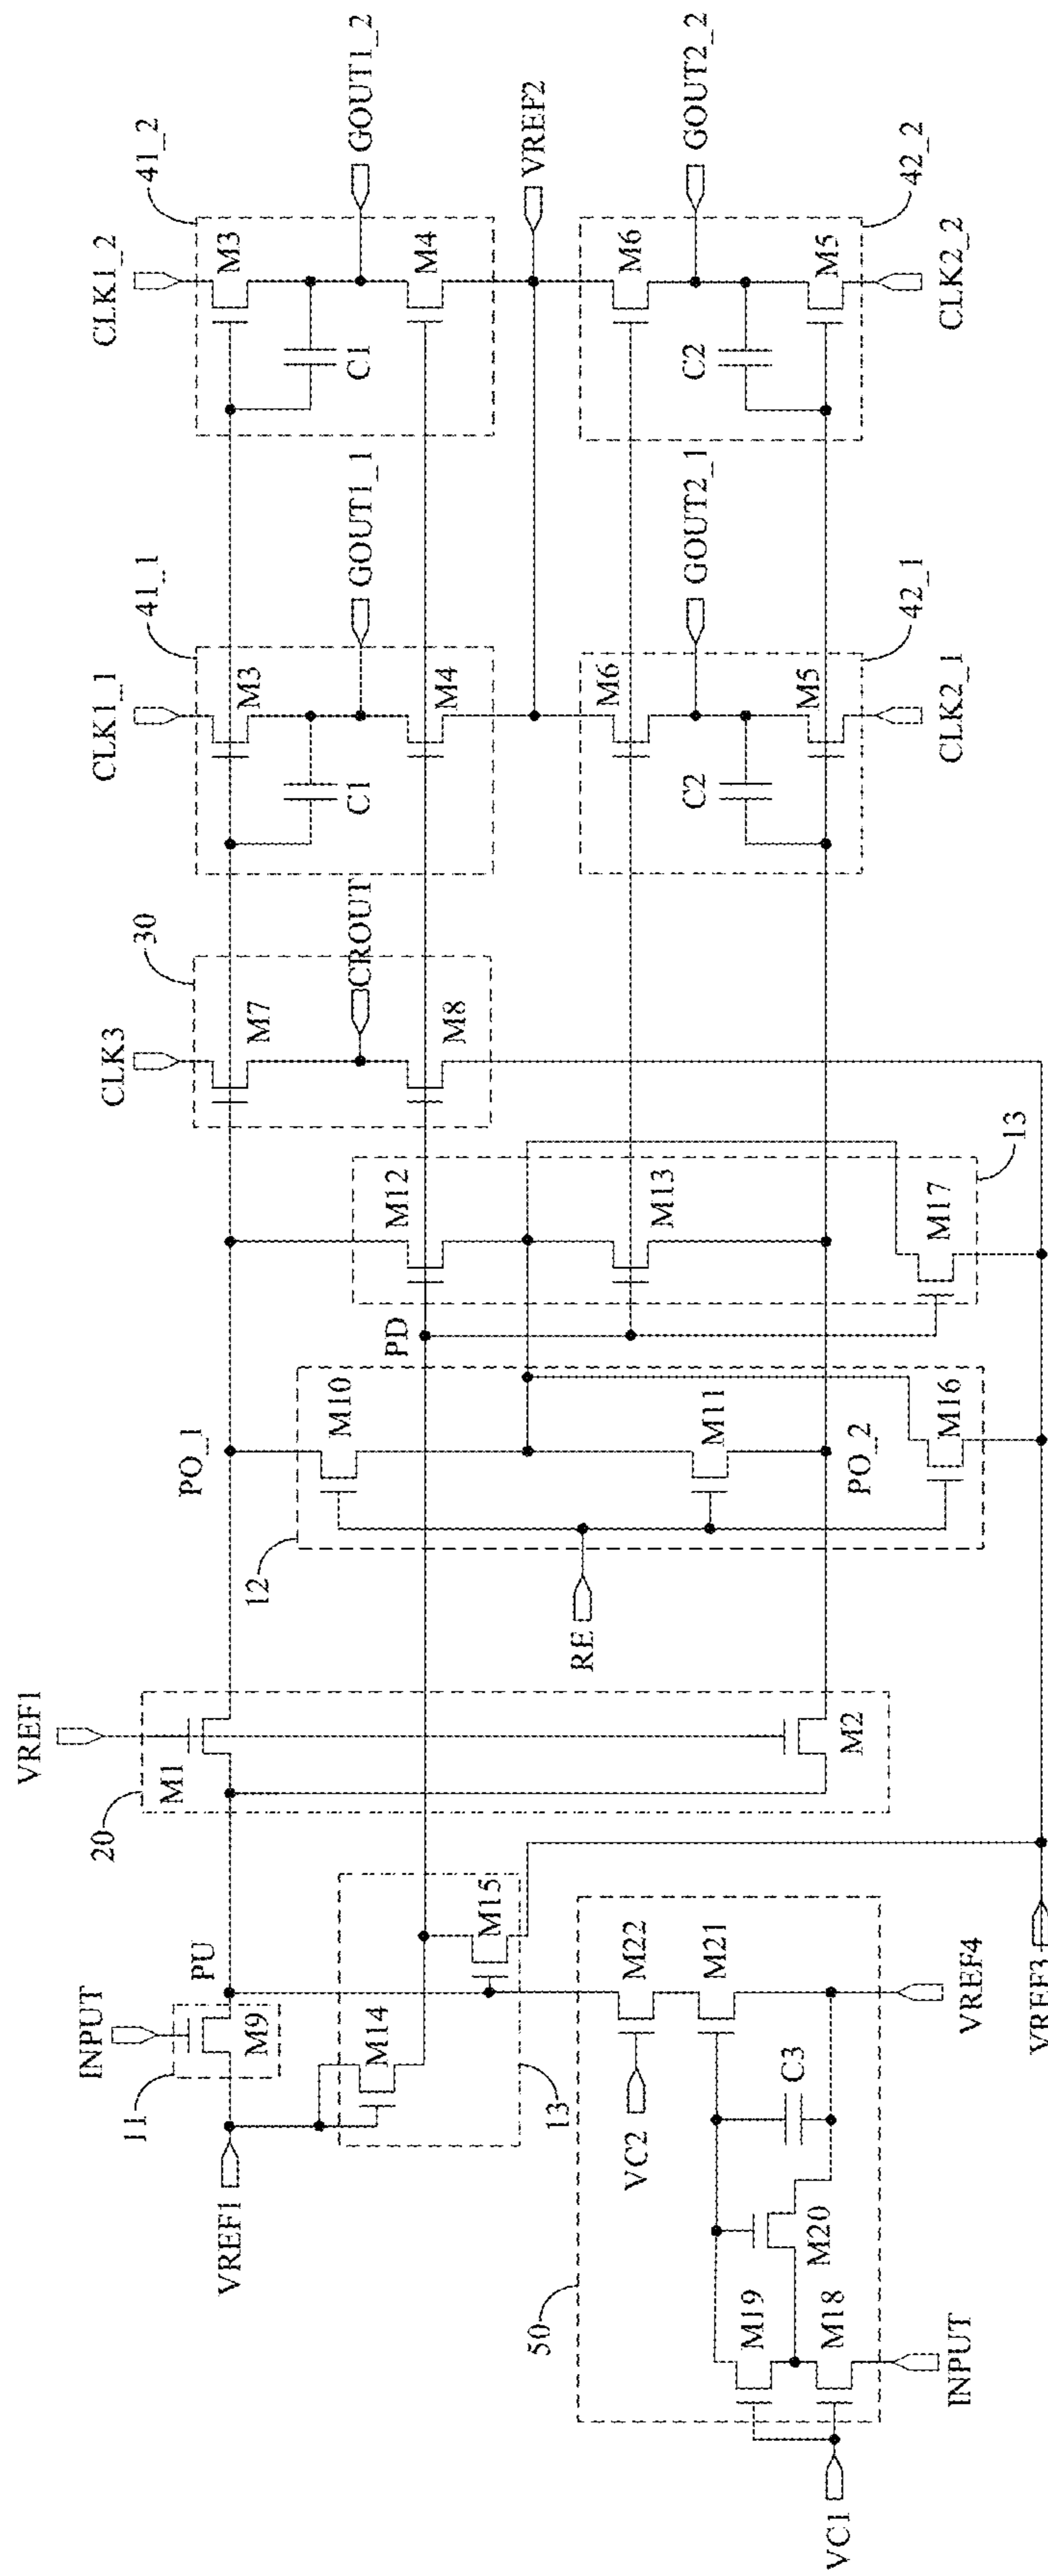 CLK1_2
41_2
M3
C1
GOUT1_2
M4
VREF2
M6
GOUT2_2
C2
M5
42_2
CLK2_2
CLK1_1
41_1
M3
C1
GOUT1_1
M4
M6
GOUT2_1
C2
M5
42_1
CLK2_1
CLK3
30
M7
CROUT
M8
M12
M13
M17
13
PD
PO_1
M10
M11
PO_2
M16
12
RE
VREF1
20
M1
M2
INPUT
PU
M9
11
VREF1
M14
M15
13
M22
M21
VC2
C3
VREF4
VREF3
50
M20
M19
M18
INPUT
VC1